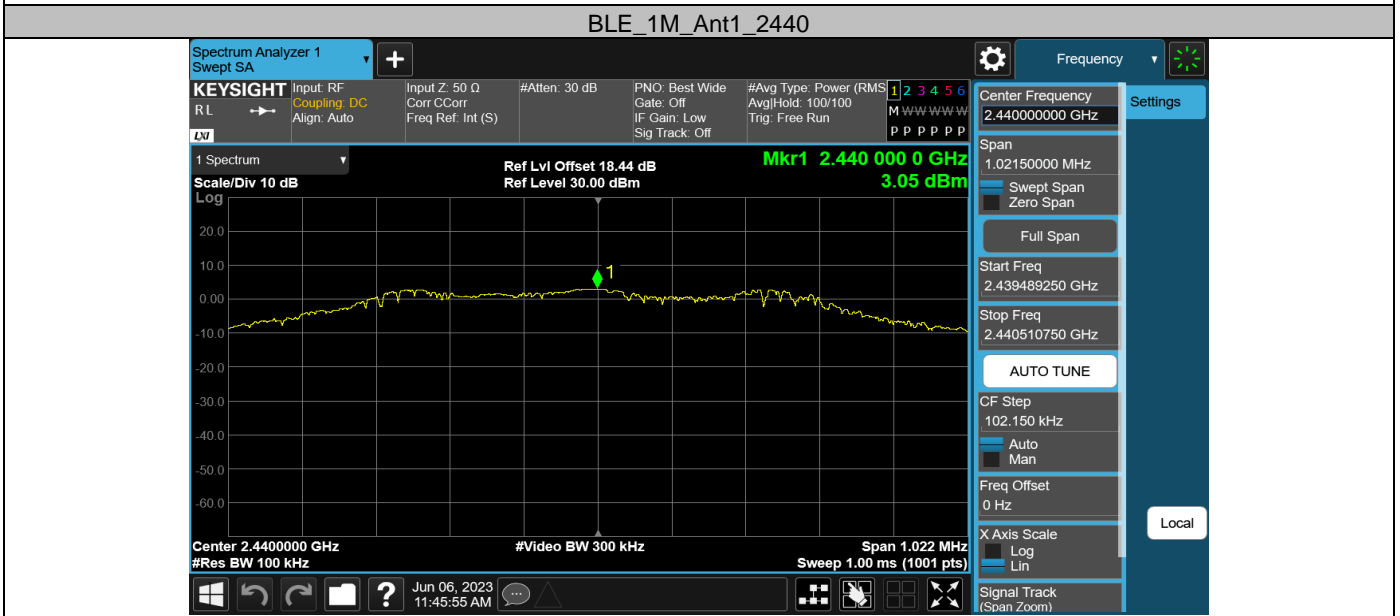 BLE_1M_Ant1_2440
Spectrum Analyzer 1
Swept SA
+
Frequency
KEYSIGHT
RL
LXI
Input: RF
Coupling: DC
Align: Auto
Input Z: 50 Ω
Corr CCorr
Freq Ref: Int (S)
#Atten: 30 dB
PNO: Best Wide
Gate: Off
IF Gain: Low
Sig Track: Off
#Avg Type: Power (RMS
Avg|Hold: 100/100
Trig: Free Run
1 2 3 4 5 6
M W W W W W
P P P P P P
1 Spectrum
Scale/Div 10 dB
Log
Ref Lvl Offset 18.44 dB
Ref Level 30.00 dBm
Mkr1 2.440 000 0 GHz
3.05 dBm
20.0
10.0
0.00
-10.0
-20.0
-30.0
-40.0
-50.0
-60.0
1
Center 2.4400000 GHz
#Res BW 100 kHz
#Video BW 300 kHz
Span 1.022 MHz
Sweep 1.00 ms (1001 pts)
?
Jun 06, 2023
11:45:55 AM
Center Frequency
2.440000000 GHz
Span
1.02150000 MHz
Swept Span
Zero Span
Full Span
Start Freq
2.439489250 GHz
Stop Freq
2.440510750 GHz
AUTO TUNE
CF Step
102.150 kHz
Auto
Man
Freq Offset
0 Hz
X Axis Scale
Log
Lin
Signal Track
(Span Zoom)
Settings
Local